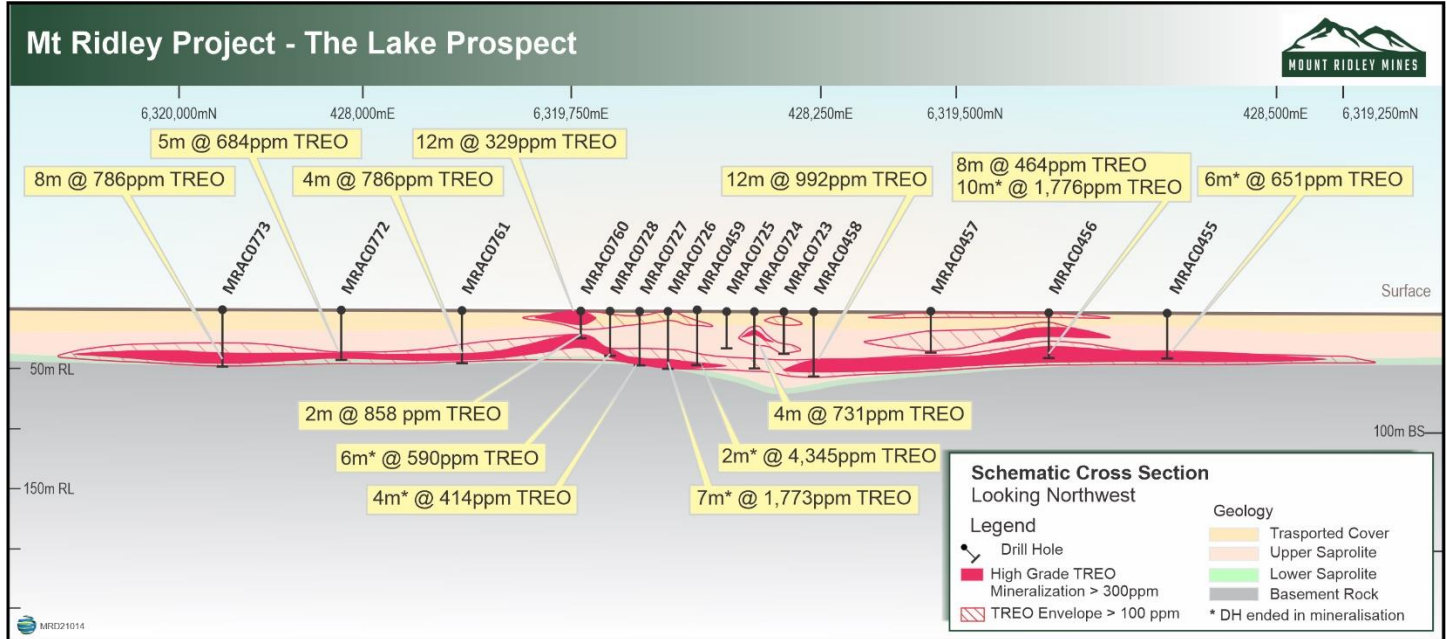 Mt Ridley Project - The Lake Prospect
MOUNT RIDLEY MINES
6,320,000mN
428,000mE
6,319,750mE
428,250mE
6,319,500mN
428,500mE
6,319,250mN
5m @ 684ppm TREO
12m @ 329ppm TREO
8m @ 786ppm TREO
4m @ 786ppm TREO
12m @ 992ppm TREO
8m @ 464ppm TREO
10m* @ 1,776ppm TREO
6m* @ 651ppm TREO
MRAC0773
MRAC0772
MRAC0761
MRAC0760
MRAC0728
MRAC0727
MRAC0726
MRAC0459
MRAC0725
MRAC0724
MRAC0723
MRAC0458
MRAC0457
MRAC0456
MRAC0455
Surface
50m RL
2m @ 858 ppm TREO
4m @ 731ppm TREO
100m BS
6m* @ 590ppm TREO
2m* @ 4,345ppm TREO
150m RL
4m* @ 414ppm TREO
7m* @ 1,773ppm TREO
Schematic Cross Section
Looking Northwest
Legend
Drill Hole
High Grade TREO
Mineralization > 300ppm
TREO Envelope > 100 ppm
Geology
Trasported Cover
Upper Saprolite
Lower Saprolite
Basement Rock
* DH ended in mineralisation
MRD21014